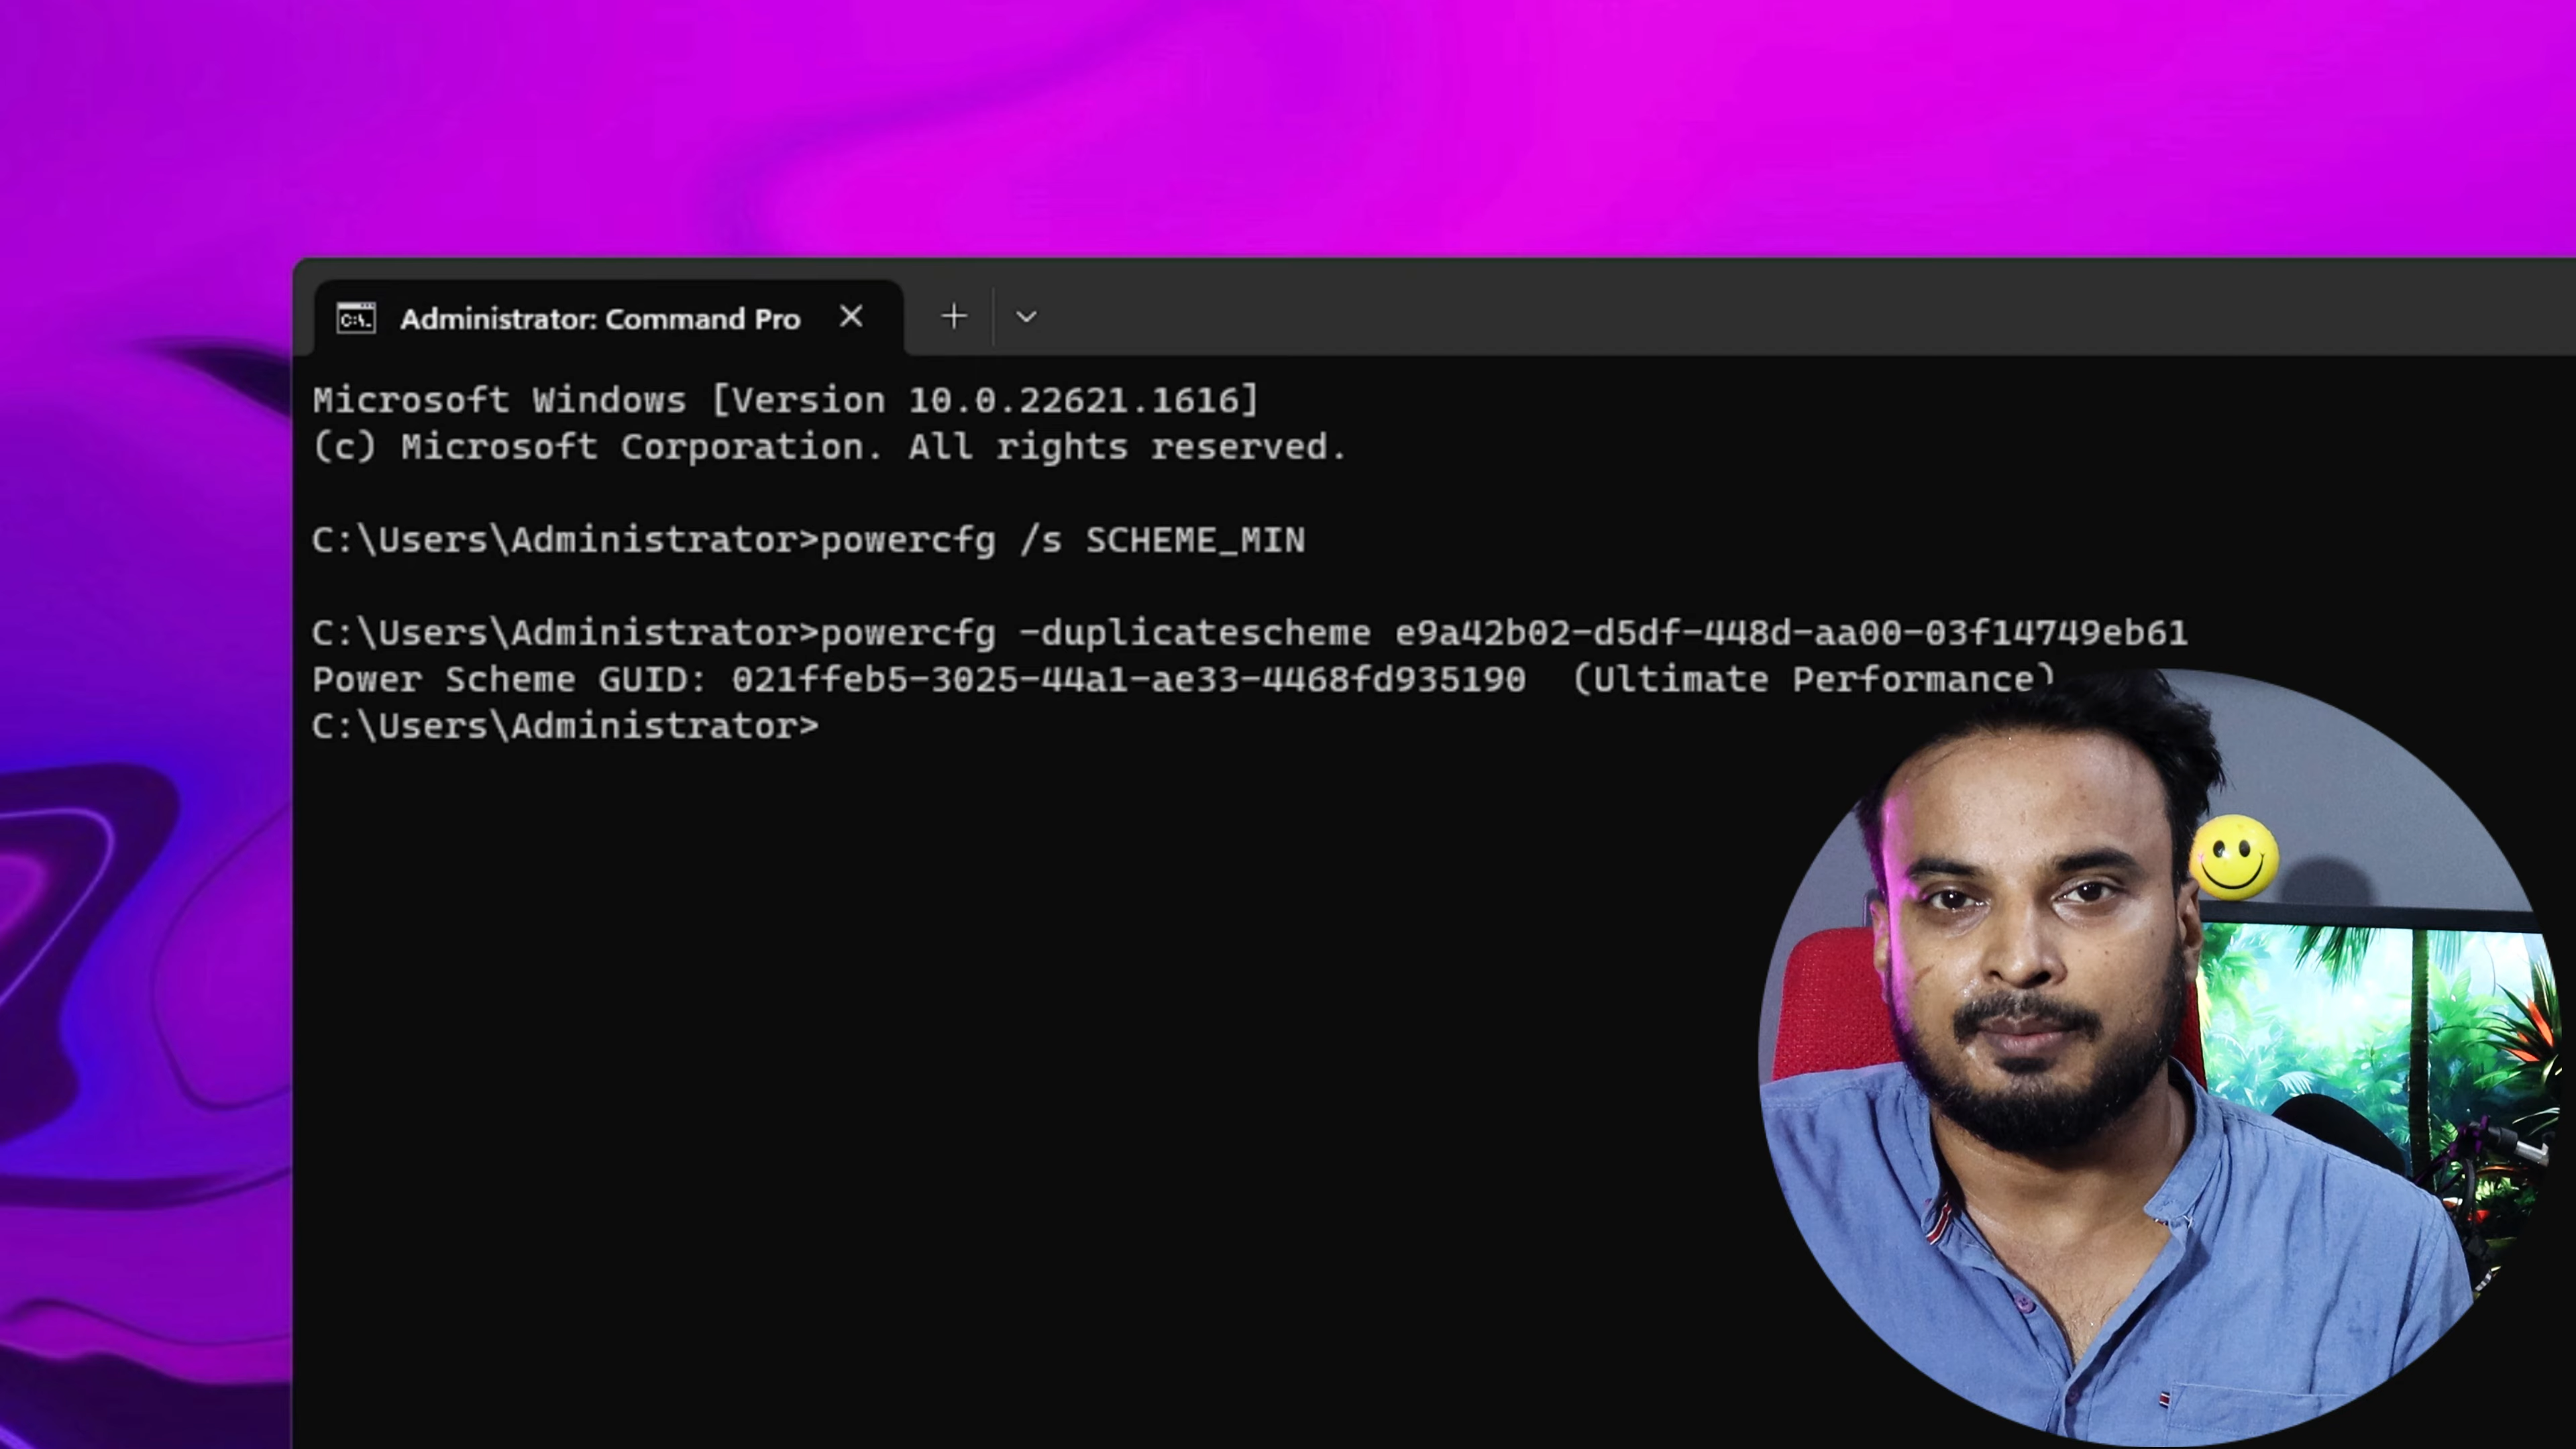 Administrator: Command Pro
Microsoft Windows [Version 10.0.22621.1616]
(c) Microsoft Corporation. All rights reserved.
C:\Users\Administrator>powercfg /s SCHEME_MIN
C:\Users\Administrator>powercfg -duplicatescheme e9a42b02-d5df-448d-aa00-03f14749eb61
Power Scheme GUID: 021ffeb5-3025-44a1-ae33-4468fd935190  (Ultimate Performance)
C:\Users\Administrator>